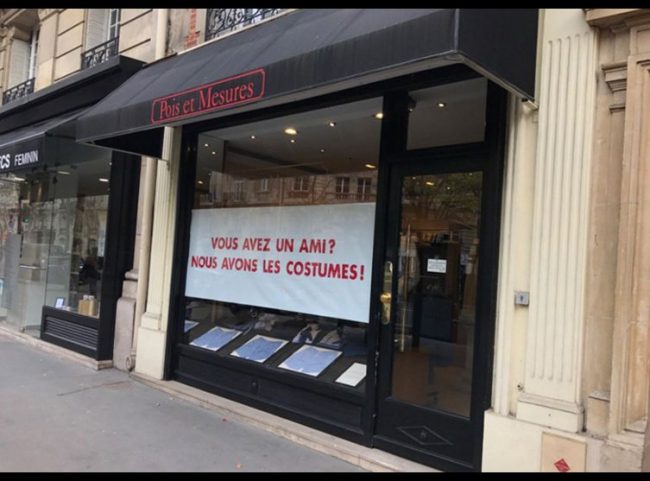 Pois et Mesures
CS FEMININ
VOUS AVEZ UN AMI?
NOUS AVONS LES COSTUMES!